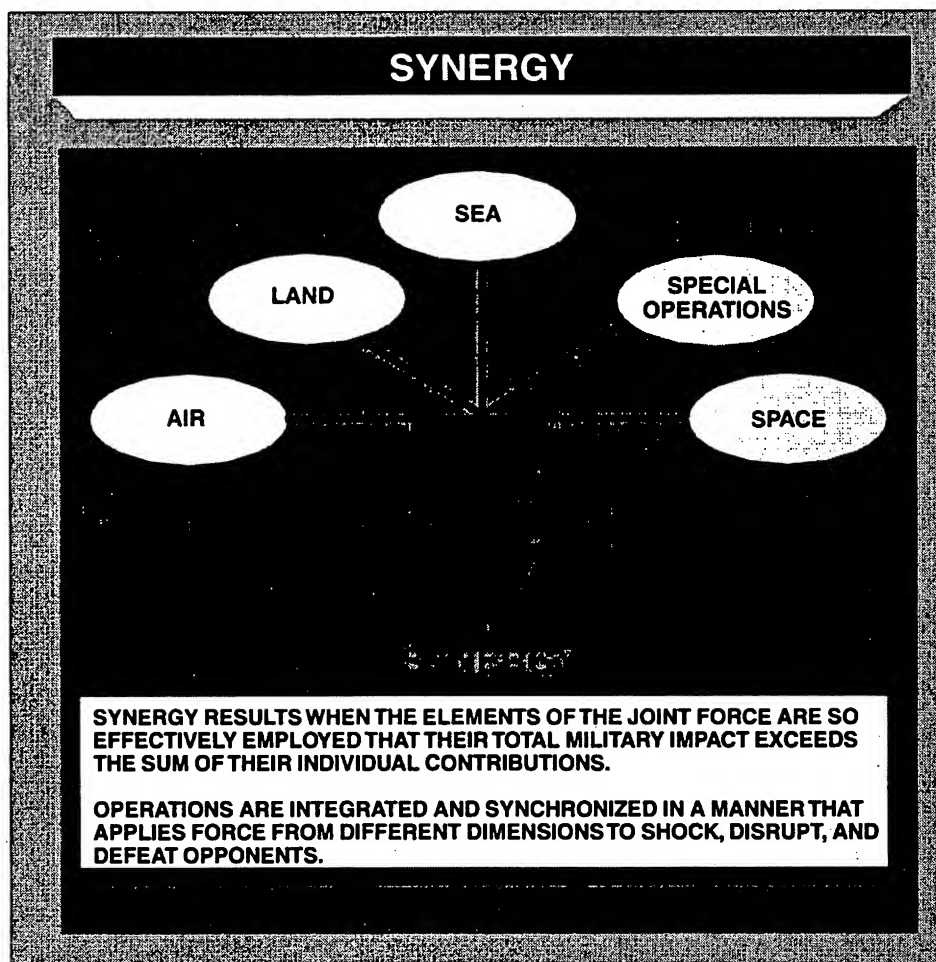 SYNERGY
SEA
LAND
SPECIAL
OPERATIONS
AIR
SPACE
SYNERGY RESULTS WHEN THE ELEMENTS OF THE JOINT FORCE ARE SO
EFFECTIVELY EMPLOYED THAT THEIR TOTAL MILITARY IMPACT EXCEEDS
THE SUM OF THEIR INDIVIDUAL CONTRIBUTIONS.
OPERATIONS ARE INTEGRATED AND SYNCHRONIZED IN A MANNER THAT
APPLIES FORCE FROM DIFFERENT DIMENSIONS TO SHOCK, DISRUPT, AND
DEFEAT OPPONENTS.